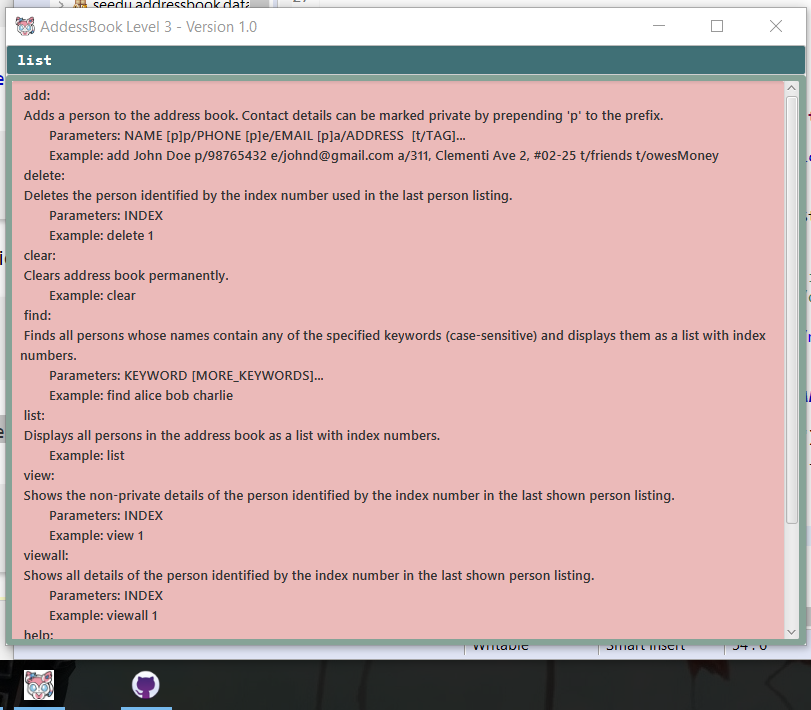 seedu.addressbook.data
AddessBook Level 3 - Version 1.0
list
add:
Adds a person to the address book. Contact details can be marked private by prepending 'p' to the prefix.
Parameters: NAME [p]p/PHONE [p]e/EMAIL [p]a/ADDRESS  [t/TAG]...
Example: add John Doe p/98765432 e/johnd@gmail.com a/311, Clementi Ave 2, #02-25 t/friends t/owesMoney
delete:
Deletes the person identified by the index number used in the last person listing.
Parameters: INDEX
Example: delete 1
clear:
Clears address book permanently.
Example: clear
find:
Finds all persons whose names contain any of the specified keywords (case-sensitive) and displays them as a list with index
numbers.
Parameters: KEYWORD [MORE_KEYWORDS]...
Example: find alice bob charlie
list:
Displays all persons in the address book as a list with index numbers.
Example: list
view:
Shows the non-private details of the person identified by the index number in the last shown person listing.
Parameters: INDEX
Example: view 1
viewall:
Shows all details of the person identified by the index number in the last shown person listing.
Parameters: INDEX
Example: viewall 1
help:
Writable
Smart Insert